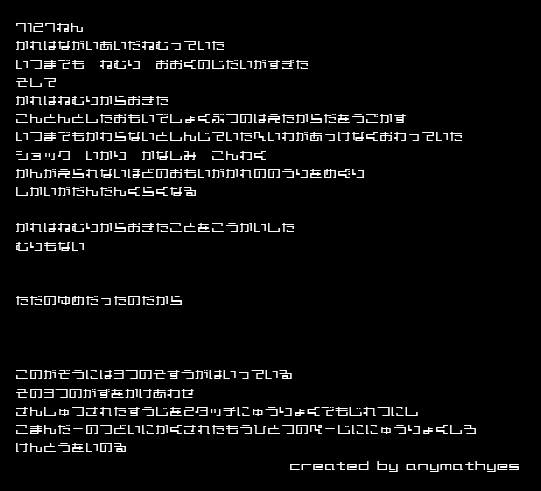 7127ねん
かれはながいあいだねむっていた
いつまでも　ねむり　おおくのじだいがすぎた
そして
かれはねむりからおきた
こんとんとしたおもいでしょくぶつのはえたからだをうごかす
いつまでもかわらないとしんじていたへいわがあっけなくおわっていた
ショック　いかり　かなしみ　こんわく
かんがえられないほどのおもいがかれののうりをめぐり
しかいがだんだんくらくなる
かれはねむりからおきたことをこうかいした
むりもない
ただのゆめだったのだから
このがぞうには3つのそすうがはいっている
その3つのかずをかけあわせ
さんしゅつされたすうじを2タッチにゅうりょくでもじれつにし
こまんだーのつどいにかくされたもうひとつのページににゅうりょくしろ
けんとうをいのる
created by anymathyes